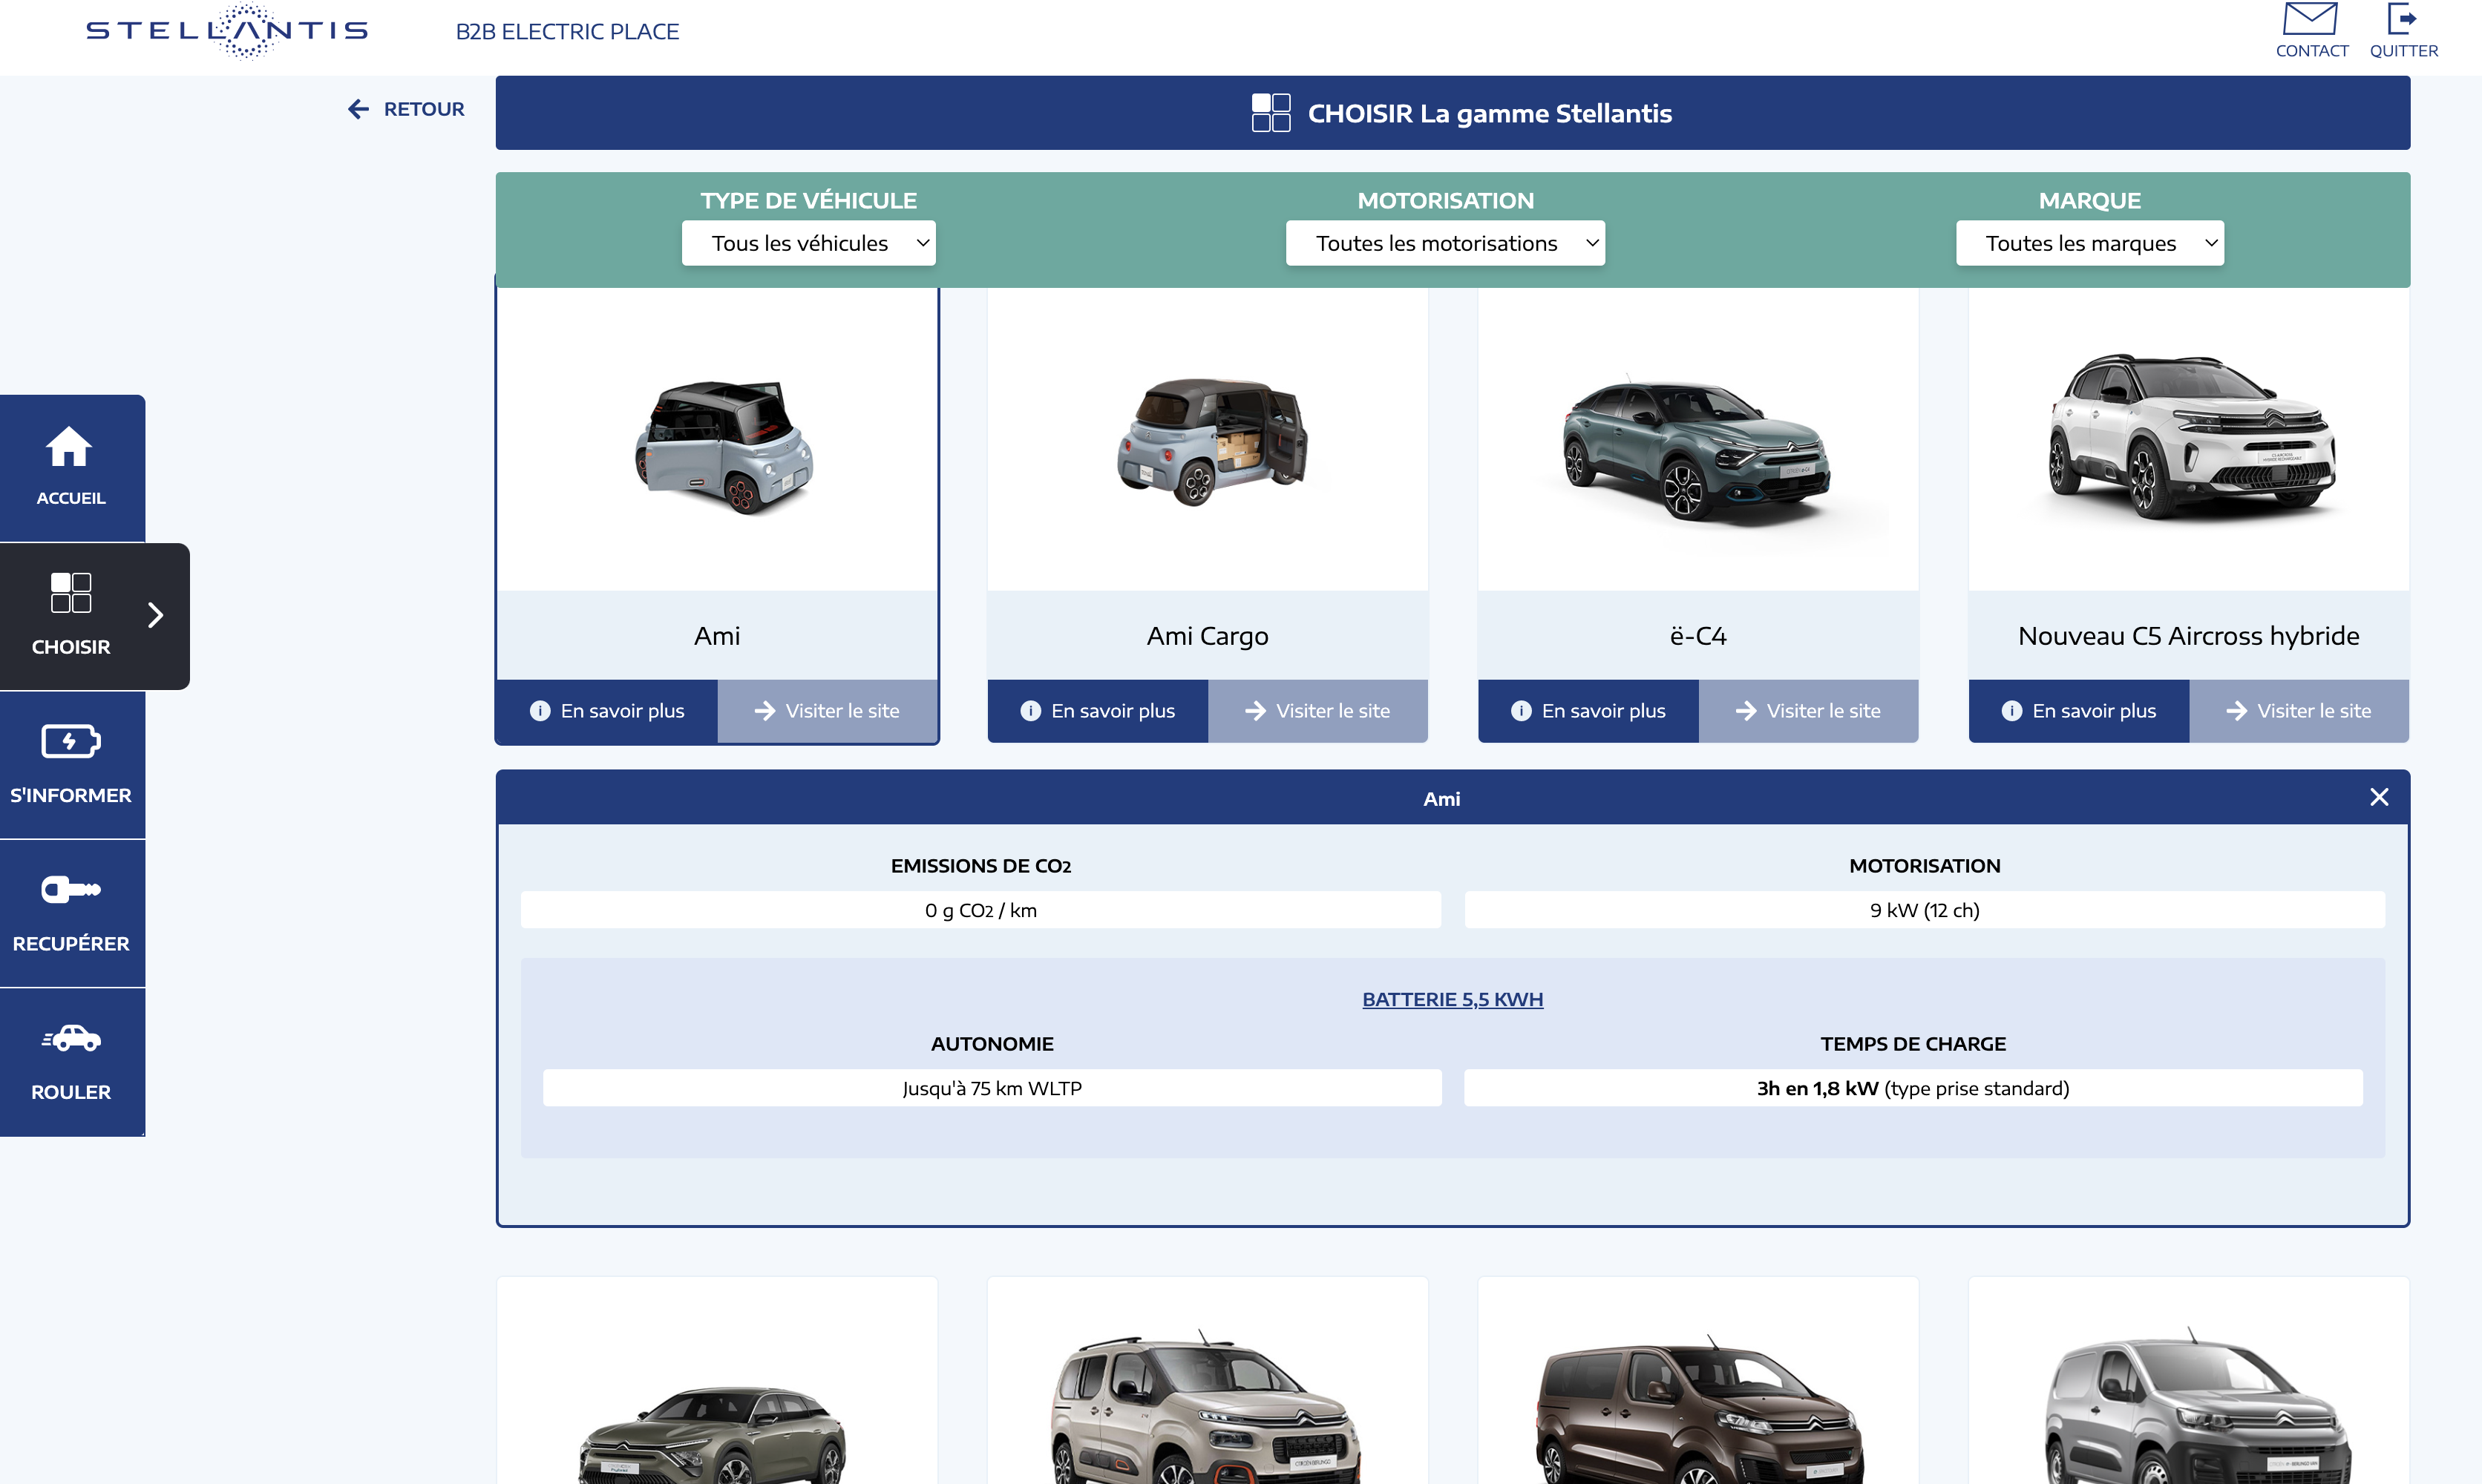 STELLANTIS
B2B ELECTRIC PLACE
CONTACT
QUITTER
RETOUR
CHOISIR La gamme Stellantis
TYPE DE VÉHICULE
MOTORISATION
MARQUE
Tous les véhicules
Toutes les motorisations
Toutes les marques
ACCUEIL
CHOISIR
S'INFORMER
RECUPÉRER
ROULER
Ami
Ami Cargo
ë-C4
Nouveau C5 Aircross hybride
En savoir plus
Visiter le site
En savoir plus
Visiter le site
En savoir plus
Visiter le site
En savoir plus
Visiter le site
Ami
EMISSIONS DE CO2
MOTORISATION
0 g CO2 / km
9 kW (12 ch)
BATTERIE 5,5 KWH
AUTONOMIE
TEMPS DE CHARGE
Jusqu'à 75 km WLTP
3h en 1,8 kW (type prise standard)